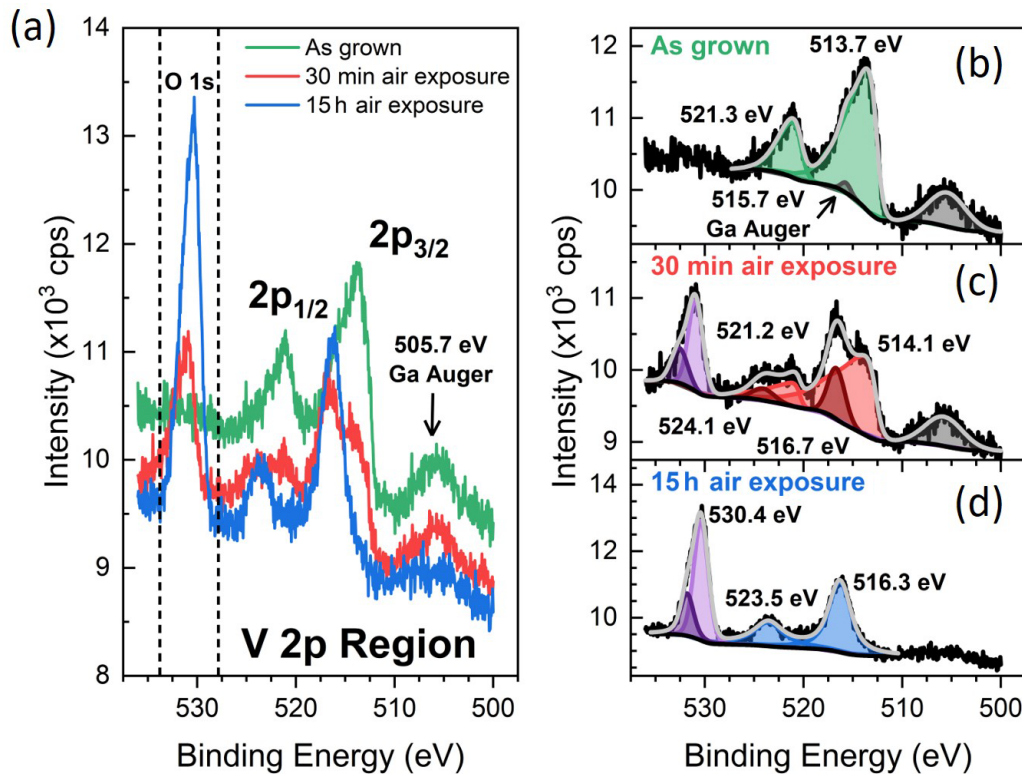 (a)
14
13
12
11
10
9
8
Intensity (x10³ cps)
O 1s
As grown
30 min air exposure
15 h air exposure
2p3/2
2p1/2
505.7 eV
Ga Auger
V 2p Region
530
520
510
500
Binding Energy (eV)
As grown
(b)
12
10
513.7 eV
521.3 eV
515.7 eV
Ga Auger
30 min air exposure
(c)
11
10
9
521.2 eV
514.1 eV
524.1 eV
516.7 eV
15 h air exposure
(d)
14
12
10
530.4 eV
523.5 eV
516.3 eV
Intensity (x10³ cps)
530
520
510
500
Binding Energy (eV)